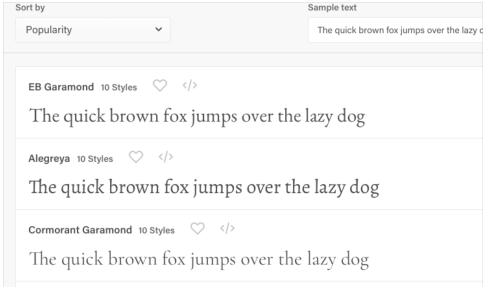 Sort by
Sample text
Popularity
The quick brown fox jumps over the lazy
EB Garamond 10 Styles </>
The quick brown fox jumps over the lazy dog
Alegreya 10 Styles </>
The quick brown fox jumps over the lazy dog
Cormorant Garamond 10 Styles </>
The quick brown fox jumps over the lazy dog